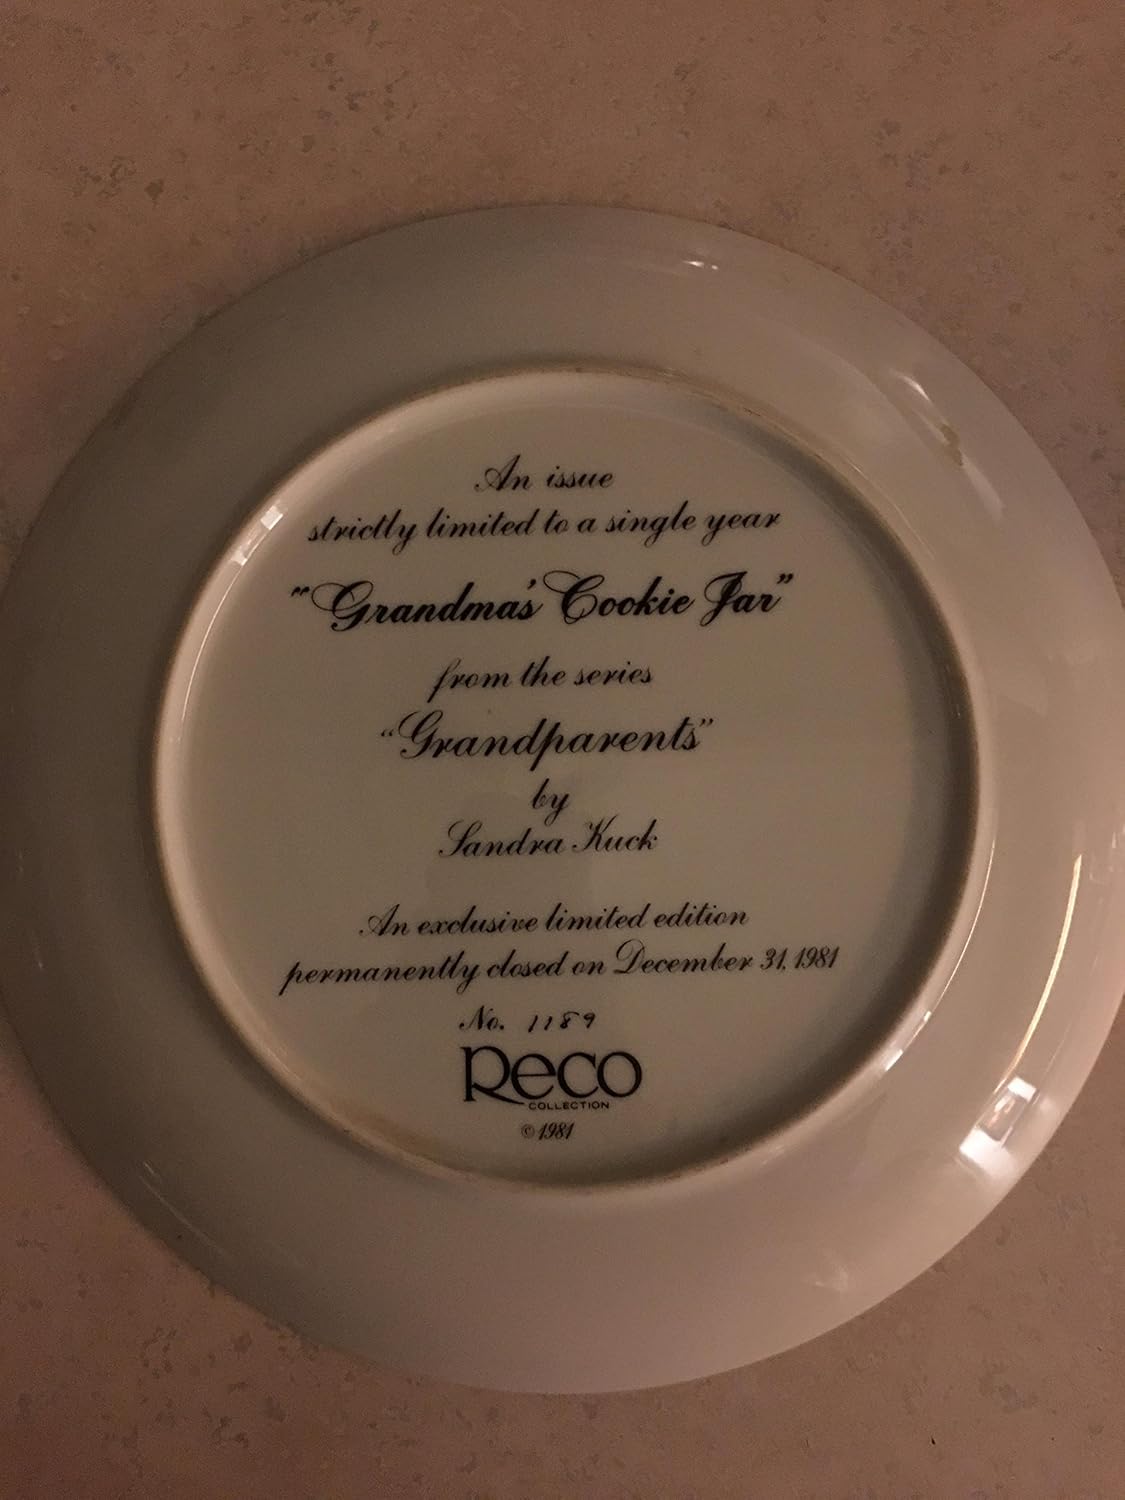 An issue
strictly limited to a single year
"Grandma's Cookie Jar"
from the series
"Grandparents"
by
Sandra Kuck
An exclusive limited edition
permanently closed on December 31, 1981
No. 1189
Reco
COLLECTION
© 1981